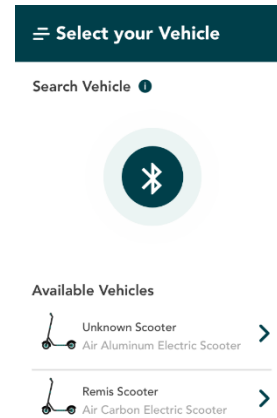 Select your Vehicle
Search Vehicle
Available Vehicles
Unknown Scooter
Air Aluminum Electric Scooter
Remis Scooter
Air Carbon Electric Scooter